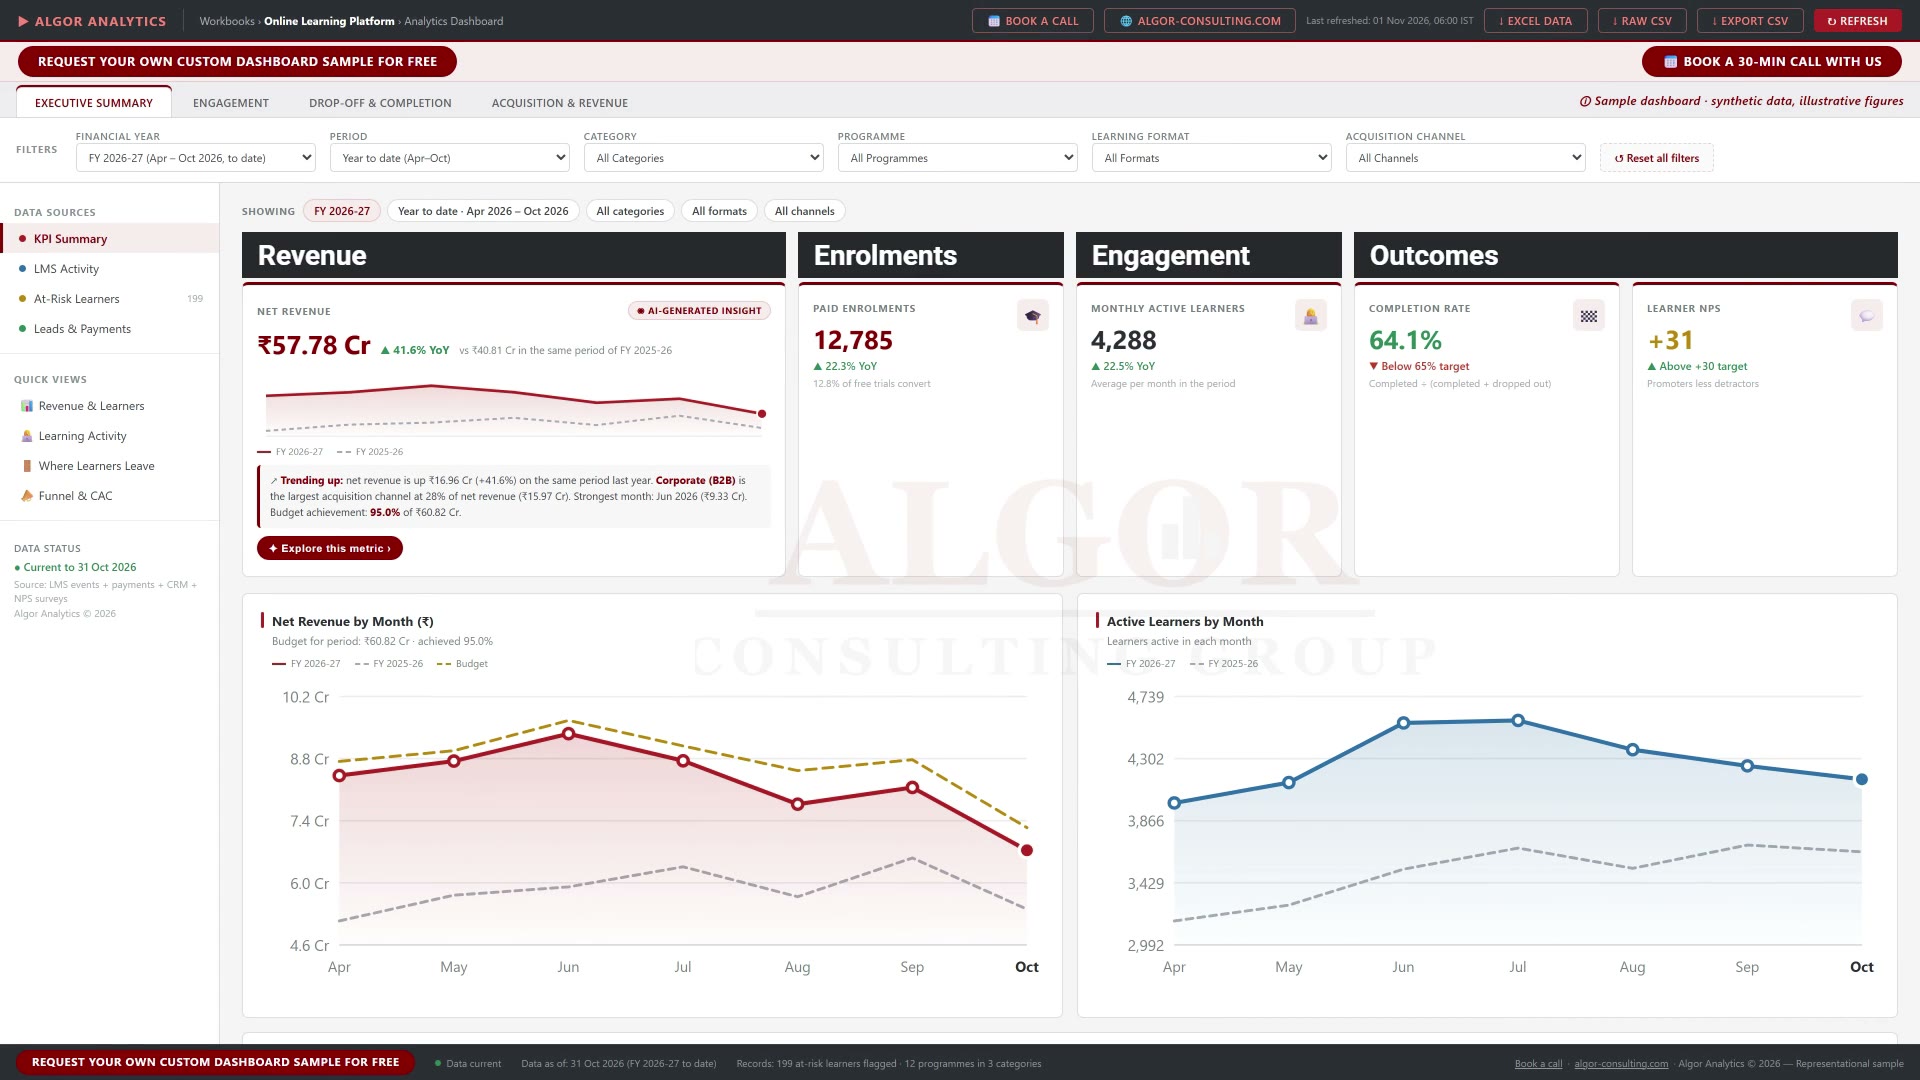 ▶ ALGOR ANALYTICS
Workbooks › Online Learning Platform › Analytics Dashboard
BOOK A CALL
ALGOR-CONSULTING.COM
Last refreshed: 01 Nov 2026, 06:00 IST
↓ EXCEL DATA
↓ RAW CSV
↓ EXPORT CSV
↻ REFRESH
REQUEST YOUR OWN CUSTOM DASHBOARD SAMPLE FOR FREE
BOOK A 30-MIN CALL WITH US
EXECUTIVE SUMMARY
ENGAGEMENT
DROP-OFF & COMPLETION
ACQUISITION & REVENUE
ⓘ Sample dashboard · synthetic data, illustrative figures
FILTERS
FINANCIAL YEAR
FY 2026-27 (Apr – Oct 2026, to date)
PERIOD
Year to date (Apr–Oct)
CATEGORY
All Categories
PROGRAMME
All Programmes
LEARNING FORMAT
All Formats
ACQUISITION CHANNEL
All Channels
↺ Reset all filters
DATA SOURCES
KPI Summary
LMS Activity
At-Risk Learners 199
Leads & Payments
QUICK VIEWS
Revenue & Learners
Learning Activity
Where Learners Leave
Funnel & CAC
DATA STATUS
● Current to 31 Oct 2026
Source: LMS events + payments + CRM +
NPS surveys
Algor Analytics © 2026
SHOWING
FY 2026-27
Year to date · Apr 2026 – Oct 2026
All categories
All formats
All channels
Revenue
NET REVENUE
AI-GENERATED INSIGHT
₹57.78 Cr ▲ 41.6% YoY vs ₹40.81 Cr in the same period of FY 2025-26
FY 2026-27 FY 2025-26
↗ Trending up: net revenue is up ₹16.96 Cr (+41.6%) on the same period last year. Corporate (B2B) is
the largest acquisition channel at 28% of net revenue (₹15.97 Cr). Strongest month: Jun 2026 (₹9.33 Cr).
Budget achievement: 95.0% of ₹60.82 Cr.
✦ Explore this metric ›
Enrolments
PAID ENROLMENTS
12,785
▲ 22.3% YoY
12.8% of free trials convert
Engagement
MONTHLY ACTIVE LEARNERS
4,288
▲ 22.5% YoY
Average per month in the period
Outcomes
COMPLETION RATE
64.1%
▼ Below 65% target
Completed ÷ (completed + dropped out)
LEARNER NPS
+31
▲ Above +30 target
Promoters less detractors
ALGOR
CONSULTING GROUP
Net Revenue by Month (₹)
Budget for period: ₹60.82 Cr · achieved 95.0%
FY 2026-27 FY 2025-26 Budget
10.2 Cr
8.8 Cr
7.4 Cr
6.0 Cr
4.6 Cr
Apr May Jun Jul Aug Sep Oct
Active Learners by Month
Learners active in each month
FY 2026-27 FY 2025-26
4,739
4,302
3,866
3,429
2,992
Apr May Jun Jul Aug Sep Oct
REQUEST YOUR OWN CUSTOM DASHBOARD SAMPLE FOR FREE
● Data current
Data as of: 31 Oct 2026 (FY 2026-27 to date)
Records: 199 at-risk learners flagged · 12 programmes in 3 categories
Book a call · algor-consulting.com · Algor Analytics © 2026 — Representational sample